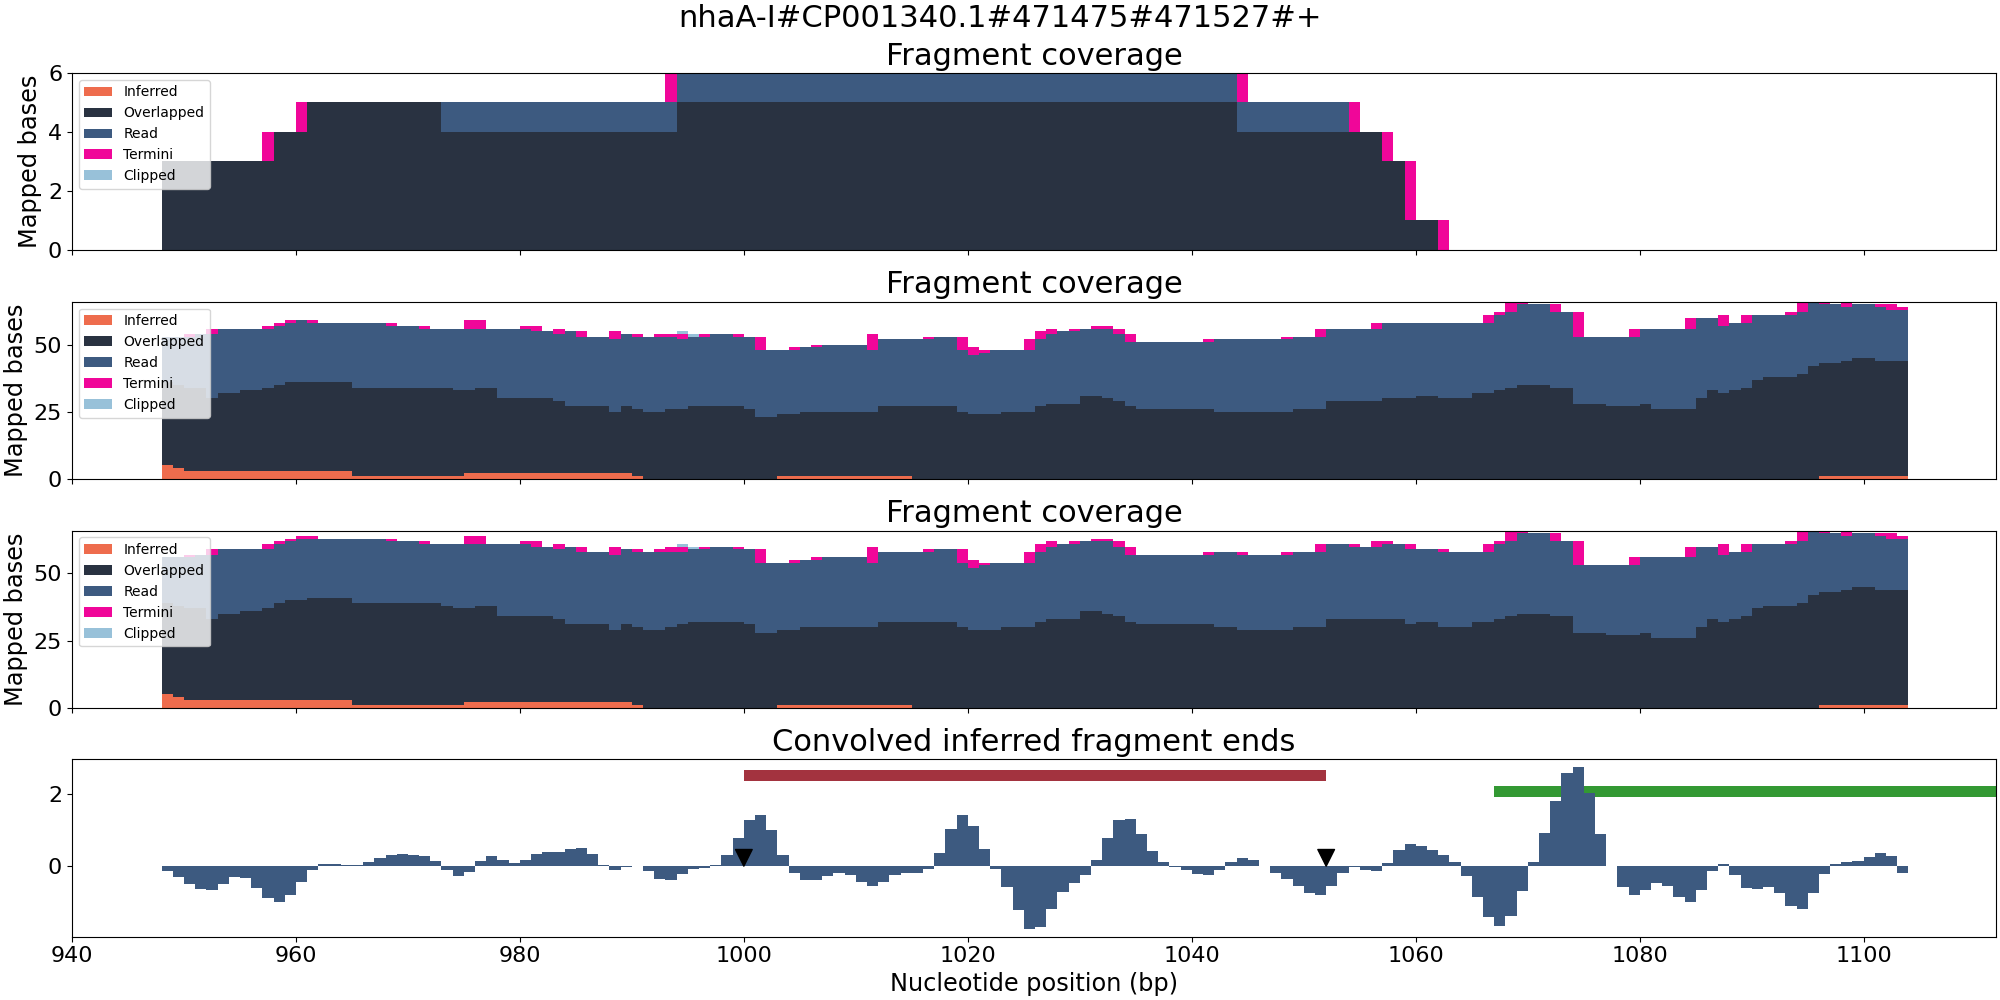 nhaA-I#CP001340.1#471475#471527#+
Fragment coverage
Mapped bases
6
4
2
0
Inferred
Overlapped
Read
Termini
Clipped
Fragment coverage
Mapped bases
50
25
0
Inferred
Overlapped
Read
Termini
Clipped
Fragment coverage
Mapped bases
50
25
0
Inferred
Overlapped
Read
Termini
Clipped
Convolved inferred fragment ends
2
0
940 960 980 1000 1020 1040 1060 1080 1100
Nucleotide position (bp)